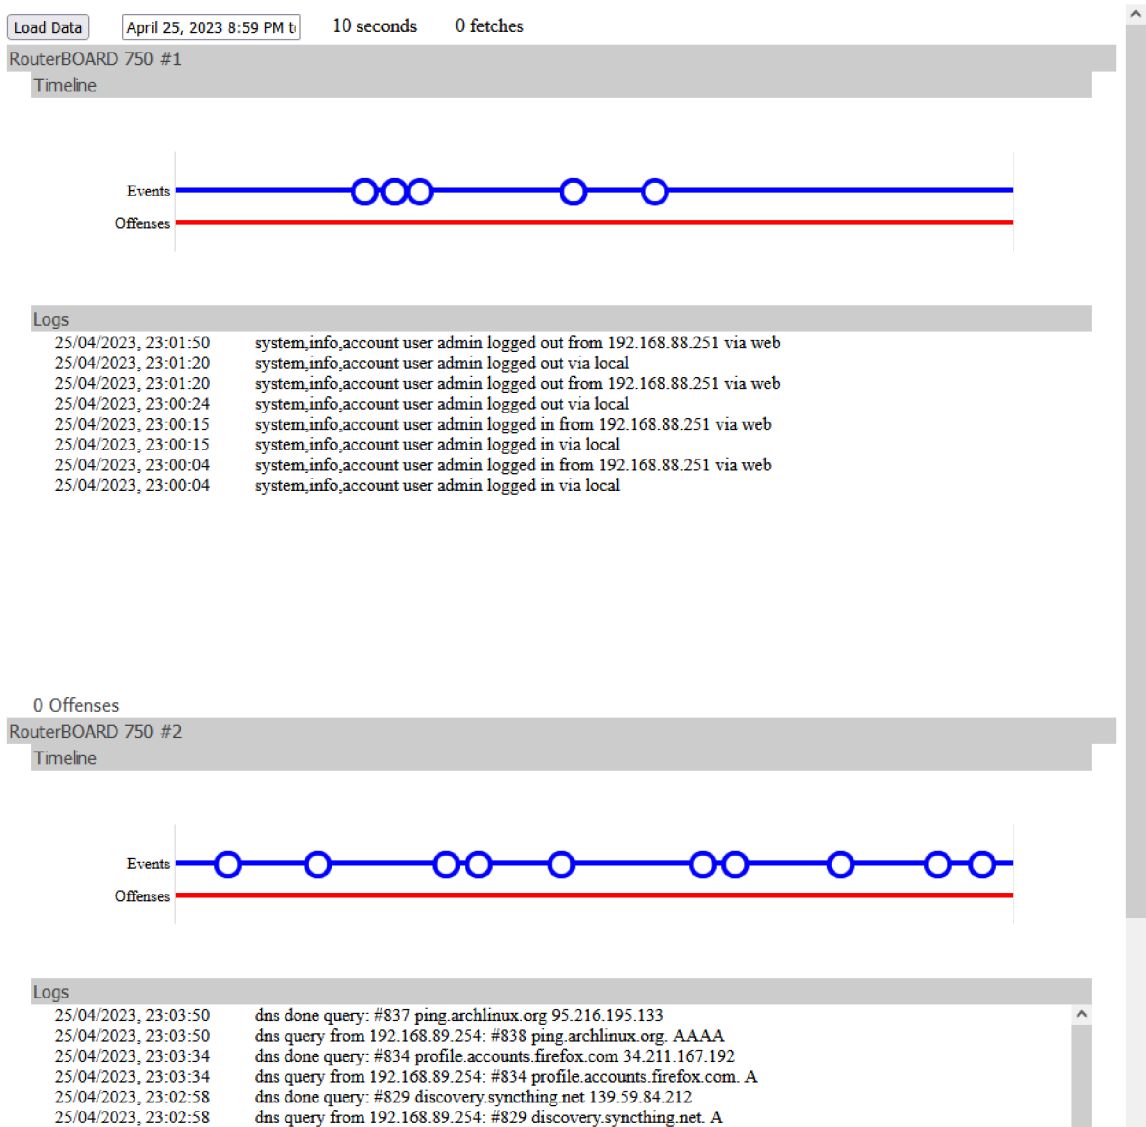 Load Data April 25, 2023 8:59 PM t 10 seconds 0 fetches
RouterBOARD 750 #1
Timeline
Events
Offenses
Logs
25/04/2023, 23:01:50 system,info,account user admin logged out from 192.168.88.251 via web
25/04/2023, 23:01:20 system,info,account user admin logged out via local
25/04/2023, 23:01:20 system,info,account user admin logged out from 192.168.88.251 via web
25/04/2023, 23:00:24 system,info,account user admin logged out via local
25/04/2023, 23:00:15 system,info,account user admin logged in from 192.168.88.251 via web
25/04/2023, 23:00:15 system,info,account user admin logged in via local
25/04/2023, 23:00:04 system,info,account user admin logged in from 192.168.88.251 via web
25/04/2023, 23:00:04 system,info,account user admin logged in via local
0 Offenses
RouterBOARD 750 #2
Timeline
Events
Offenses
Logs
25/04/2023, 23:03:50 dns done query: #837 ping.archlinux.org 95.216.195.133
25/04/2023, 23:03:50 dns query from 192.168.89.254: #838 ping.archlinux.org. AAAA
25/04/2023, 23:03:34 dns done query: #834 profile.accounts.firefox.com 34.211.167.192
25/04/2023, 23:03:34 dns query from 192.168.89.254: #834 profile.accounts.firefox.com. A
25/04/2023, 23:02:58 dns done query: #829 discovery.syncthing.net 139.59.84.212
25/04/2023, 23:02:58 dns query from 192.168.89.254: #829 discovery.syncthing.net. A